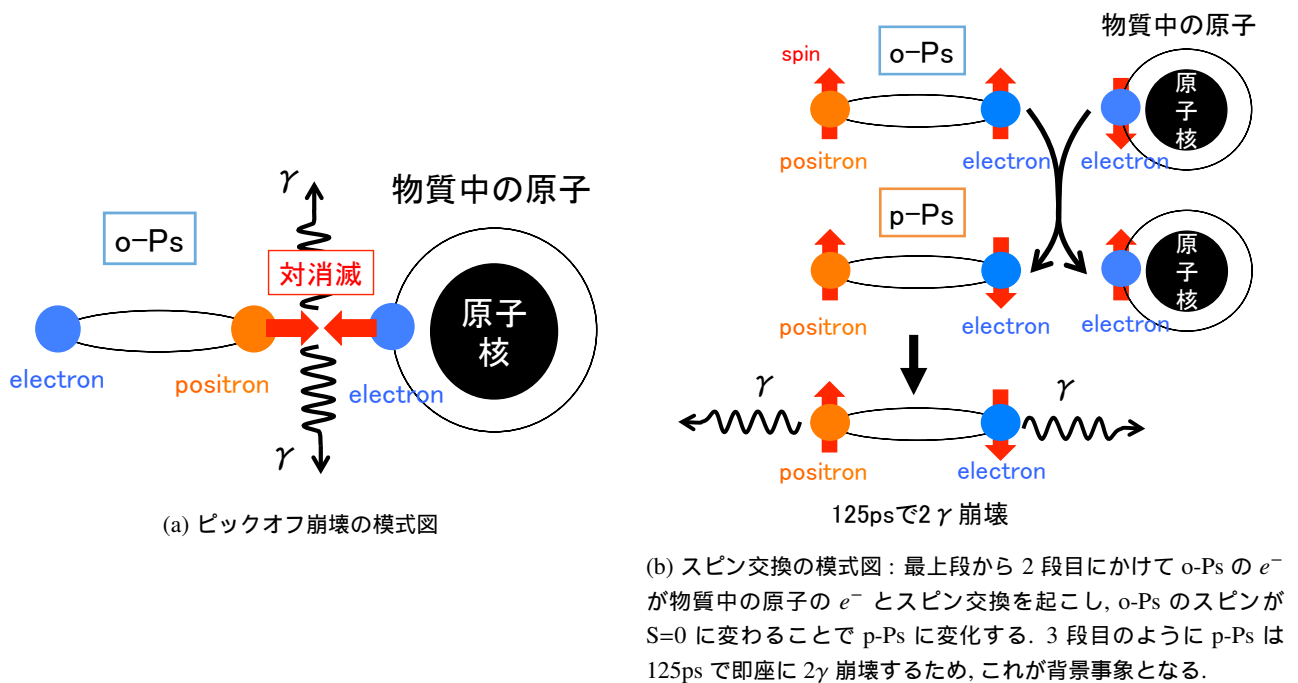 γ
物質中の原子
o-Ps
対消滅
原子
核
electron
positron
electron
γ
(a) ピックオフ崩壊の模式図
物質中の原子
spin
o-Ps
原
子
核
positron
electron
electron
p-Ps
原
子
核
positron
electron
electron
γ
γ
positron
electron
125psで2γ崩壊
(b) スピン交換の模式図 : 最上段から 2 段目にかけて o-Ps の e⁻
が物質中の原子の e⁻ とスピン交換を起こし, o-Ps のスピンが
S=0 に変わることで p-Ps に変化する. 3 段目のように p-Ps は
125ps で即座に 2γ 崩壊するため, これが背景事象となる.